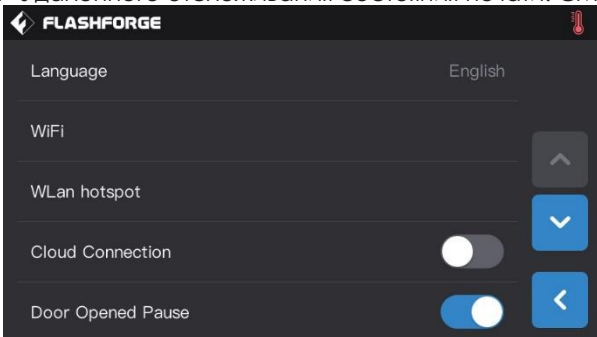 FLASHFORGE
Language English
WiFi
WLan hotspot
Cloud Connection
Door Opened Pause